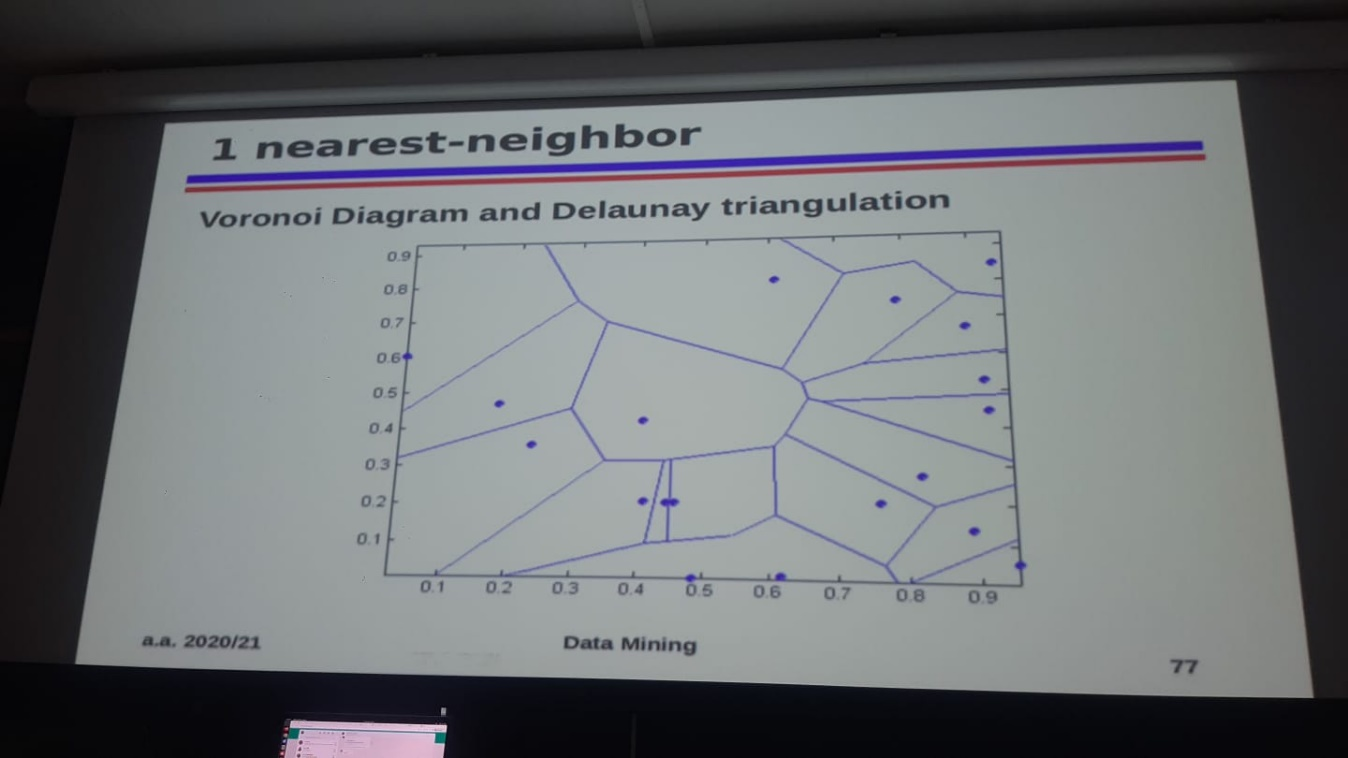 1 nearest-neighbor
Voronoi Diagram and Delaunay triangulation
0.9
0.8
0.7
0.6
0.5
0.4
0.3
0.2
0.1
0.1 0.2 0.3 0.4 0.5 0.6 0.7 0.8 0.9
a.a. 2020/21 Data Mining 77